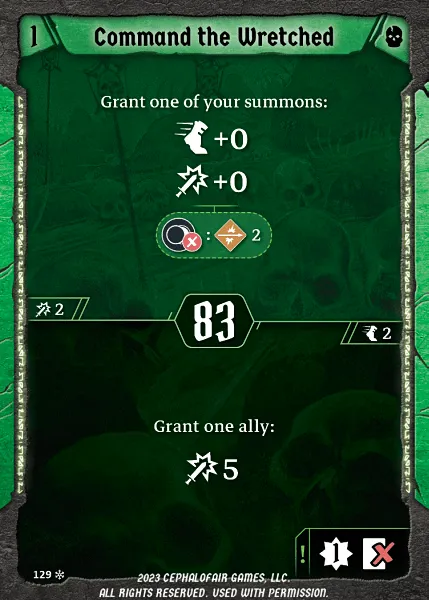 1 Command the Wretched
Grant one of your summons:
+0
+0
: 2
2
83
2
Grant one ally:
5
! 1
129
2023 CEPHALOFAIR GAMES, LLC.
ALL RIGHTS RESERVED. USED WITH PERMISSION.